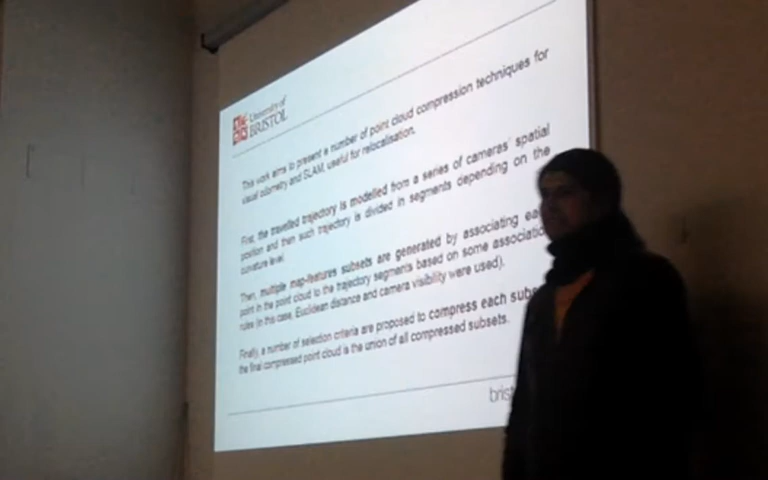 University of
BRISTOL
This work aims to present a number of point cloud compression techniques for
visual odometry and SLAM, useful for relocalisation.
First, the travelled trajectory is modelled from a series of cameras' spatial
position and then such trajectory is divided in segments depending on the
curvature level.
Then, multiple map-features subsets are generated by associating
point in the point cloud to the trajectory segments based on some
rules (in this case, Euclidean distance and camera visibility were used).
Finally, a number of selection criteria are proposed to compress each
the final compressed point cloud is the union of all compressed subsets.